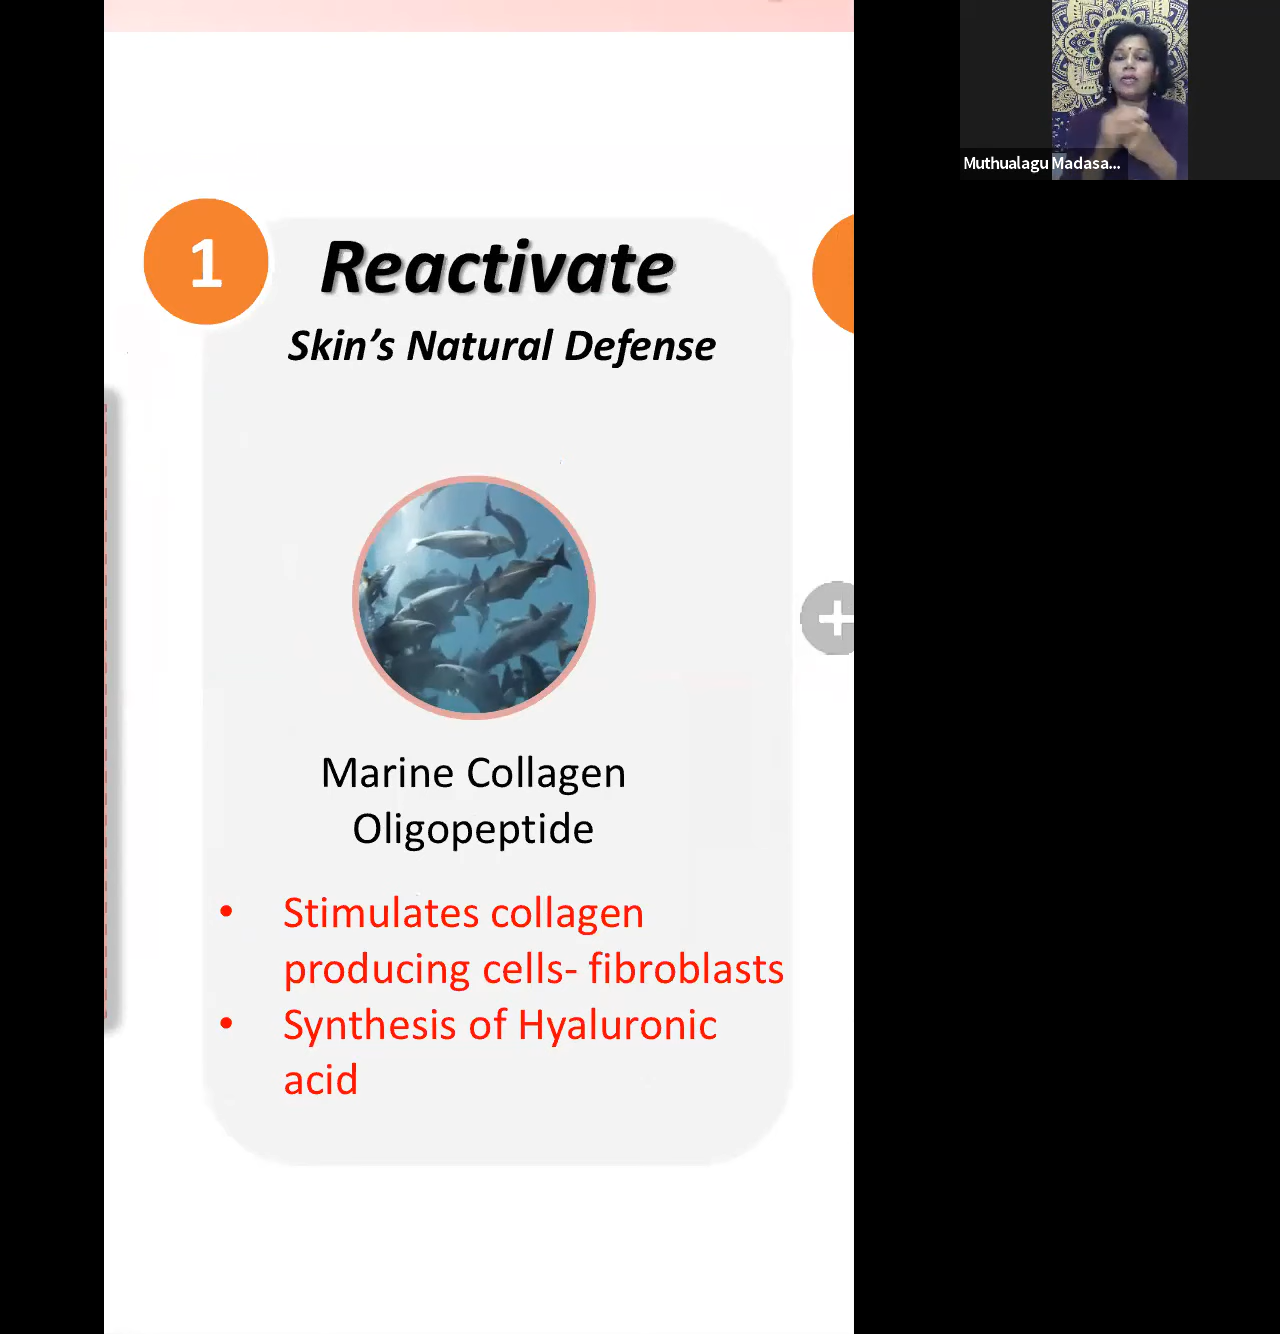 Muthualagu Madasa...
1
Reactivate
Skin’s Natural Defense
Marine Collagen
Oligopeptide
• Stimulates collagen
producing cells- fibroblasts
• Synthesis of Hyaluronic
acid